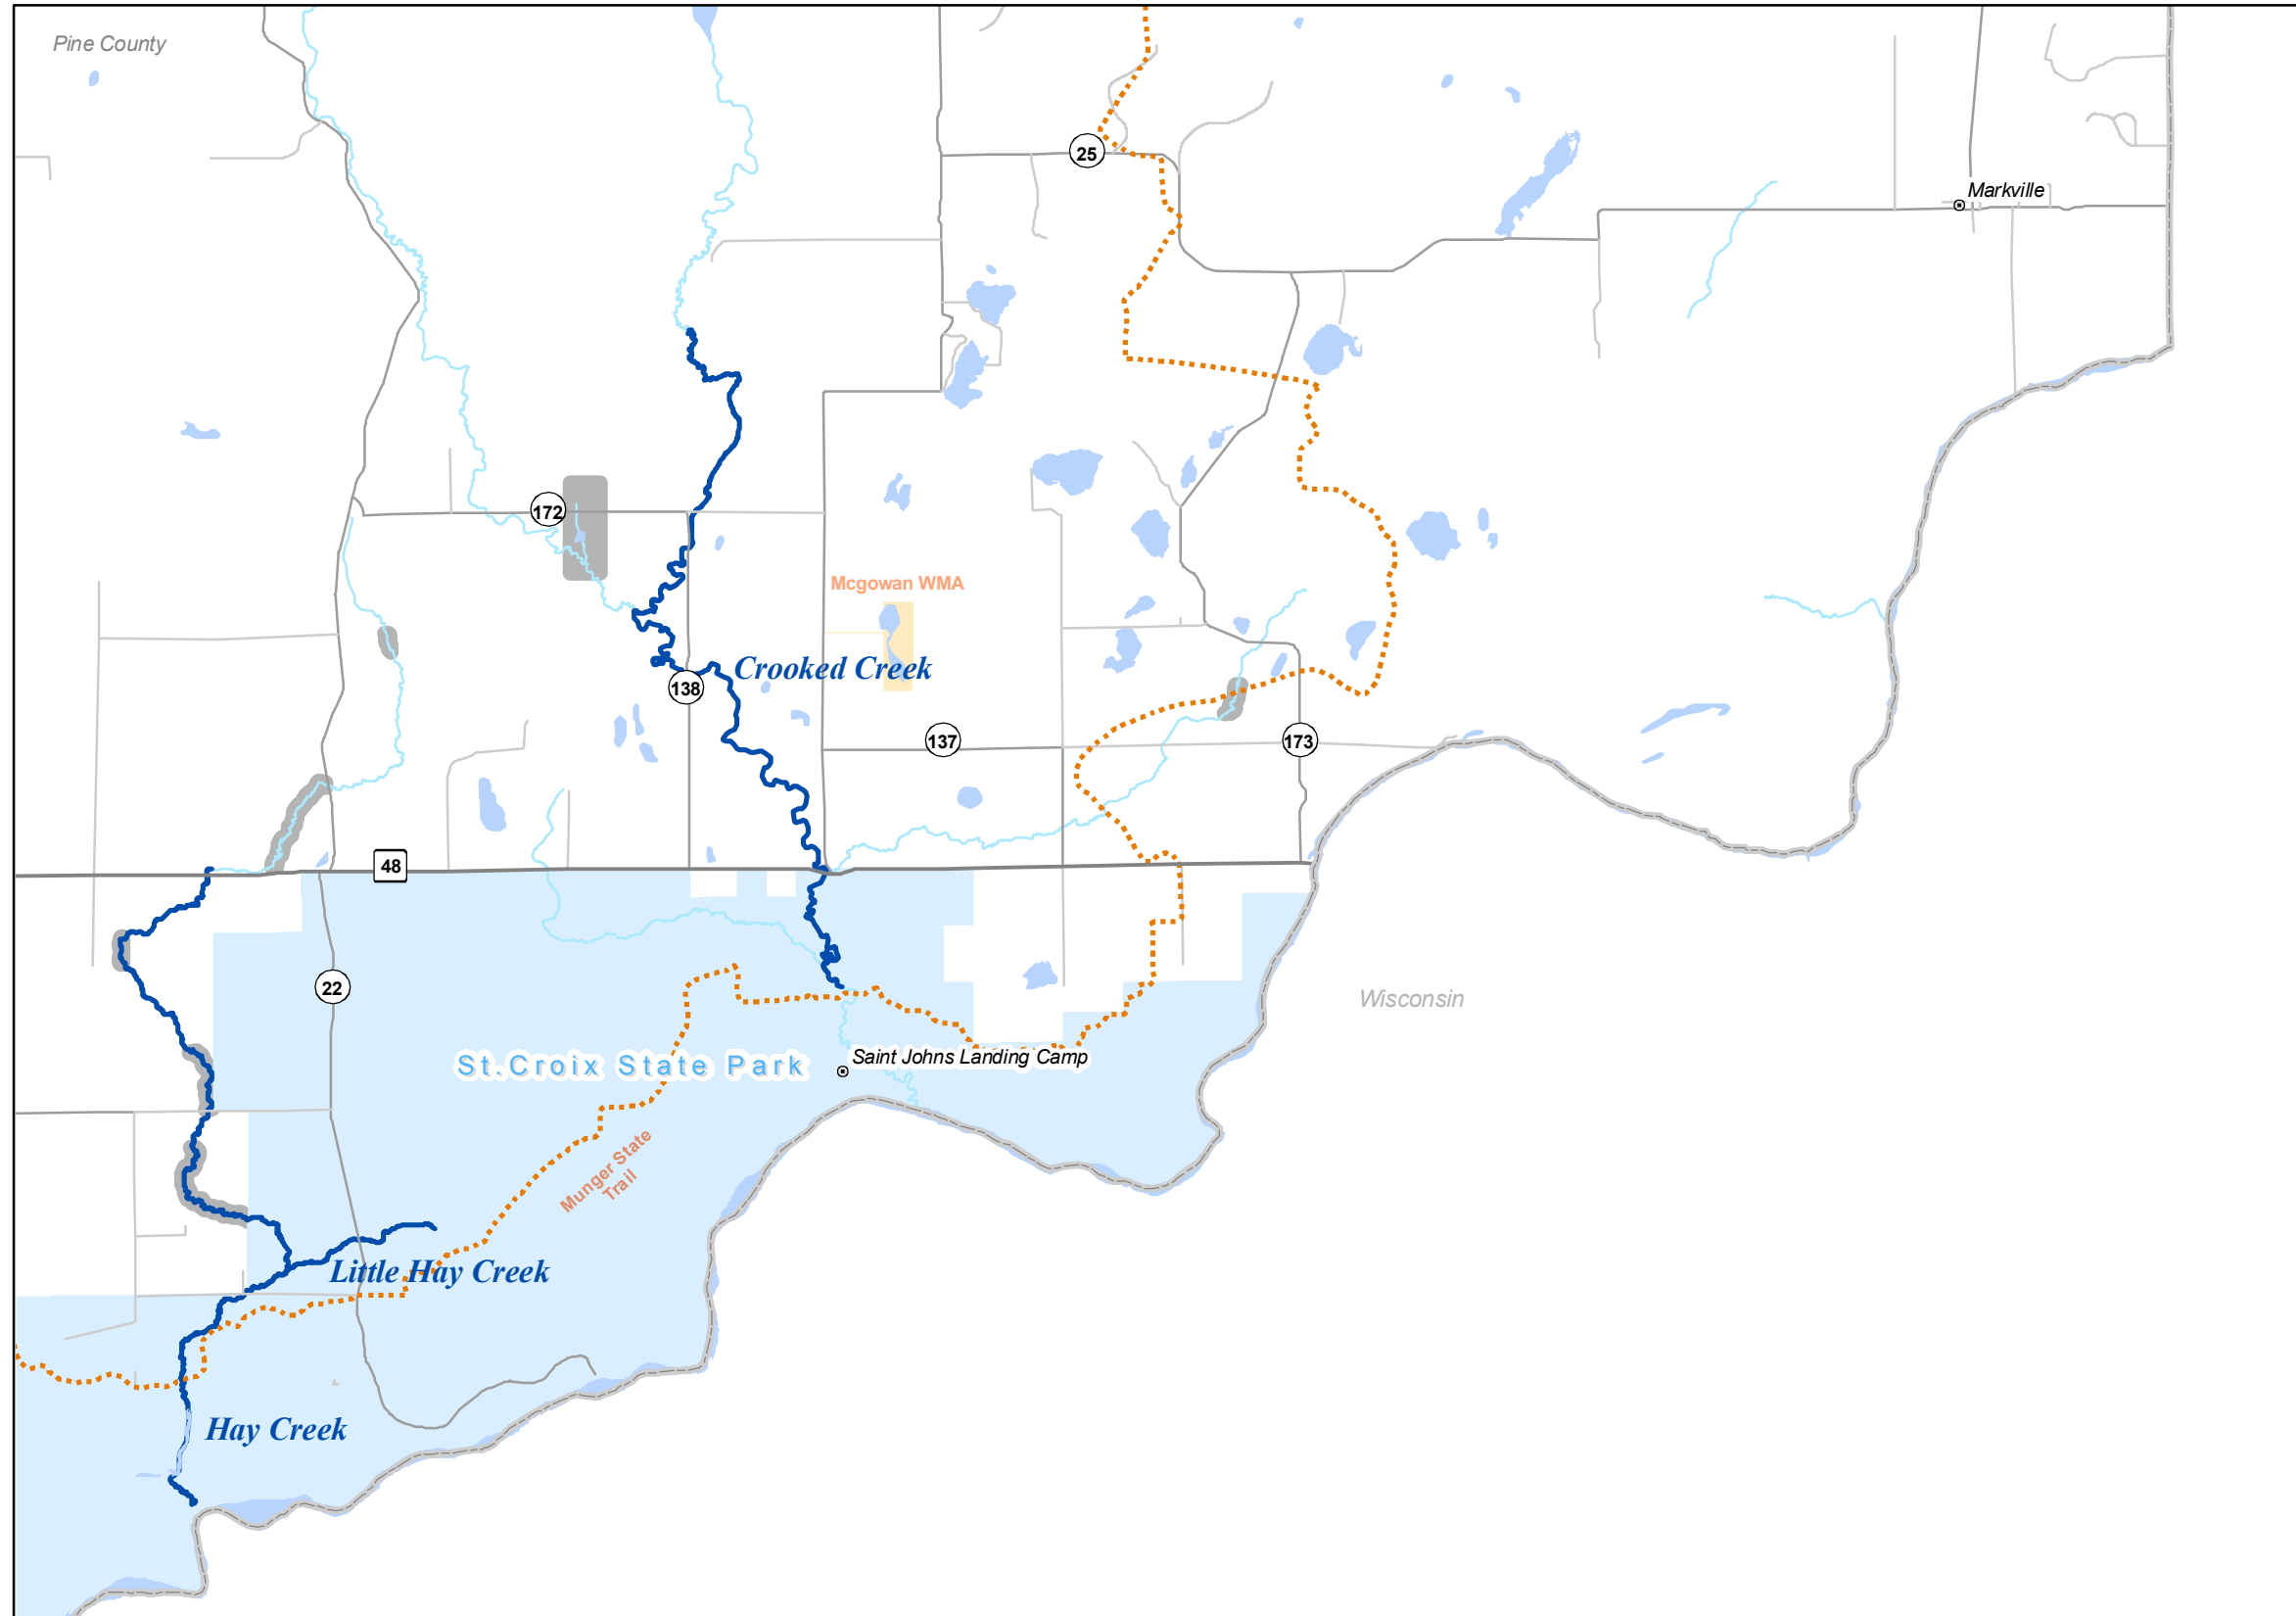 Pine County
25
Markville
172
Mcgowan WMA
Crooked Creek
138
137
173
48
22
Wisconsin
St.Croix State Park
Saint Johns Landing Camp
Munger State
Trail
Little Hay Creek
Hay Creek